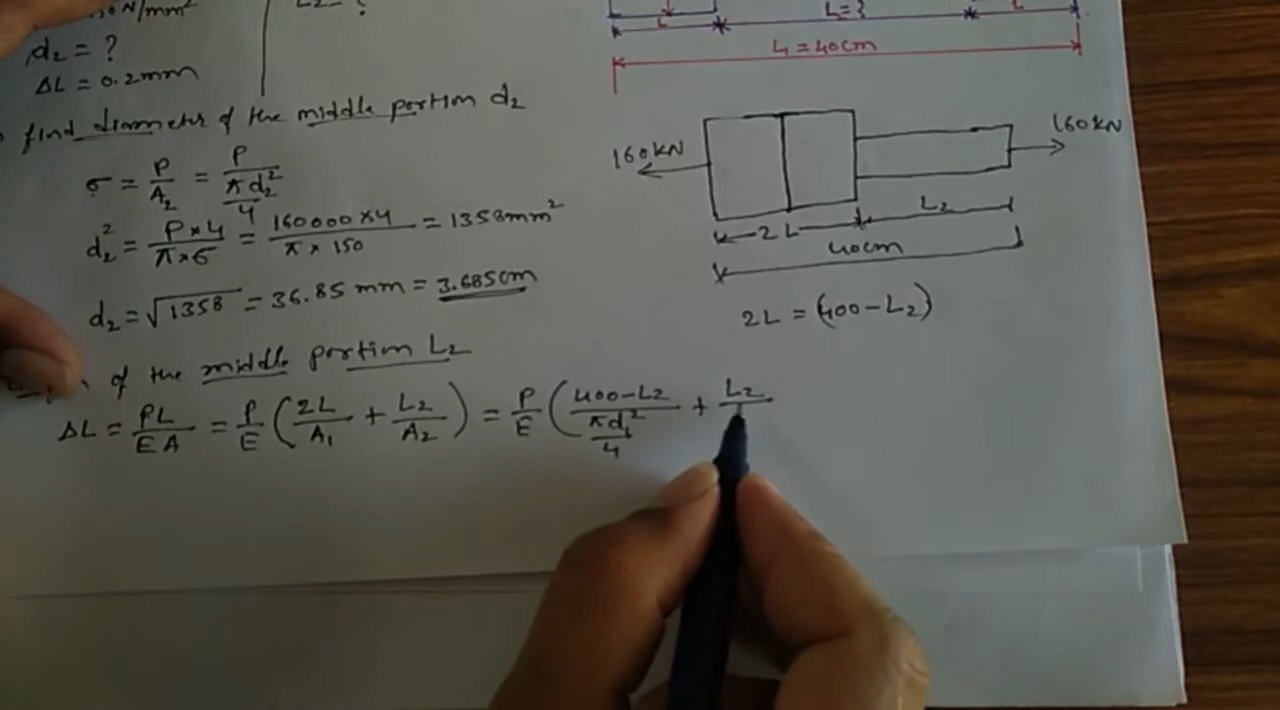 N/mm²
L2 = ?
d2 = ?
ΔL = 0.2mm
L
L = ?
L = 40cm
find diameter of the middle portion d2
σ = P/A2 = P/(πd2²/4)
d2² = P×4/π×σ = 160000×4/π×150 = 1358mm²
d2 = √1358 = 36.85 mm = 3.685cm
160KN
160KN
2L
L2
40cm
2L = (400-L2)
of the middle portion L2
ΔL = PL/EA = P/E (2L/A1 + L2/A2) = P/E (400-L2/(πd1²/4) + L2